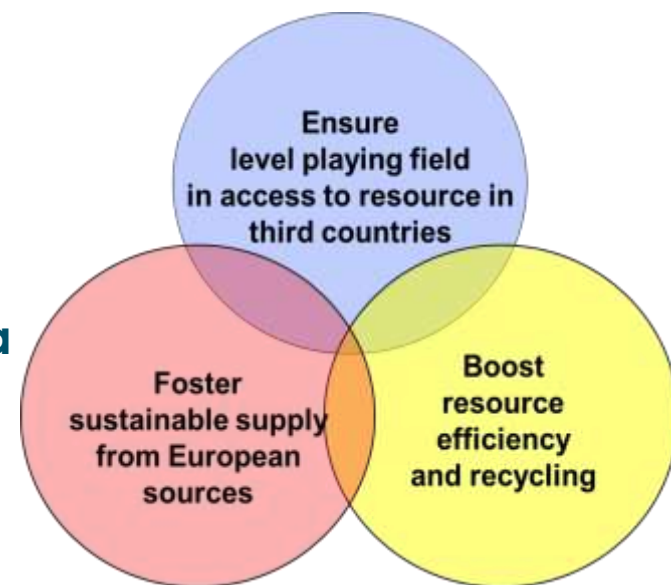 Ensure
level playing field
in access to resource in
third countries
a
Foster
sustainable supply
from European
sources
Boost
resource
efficiency
and recycling